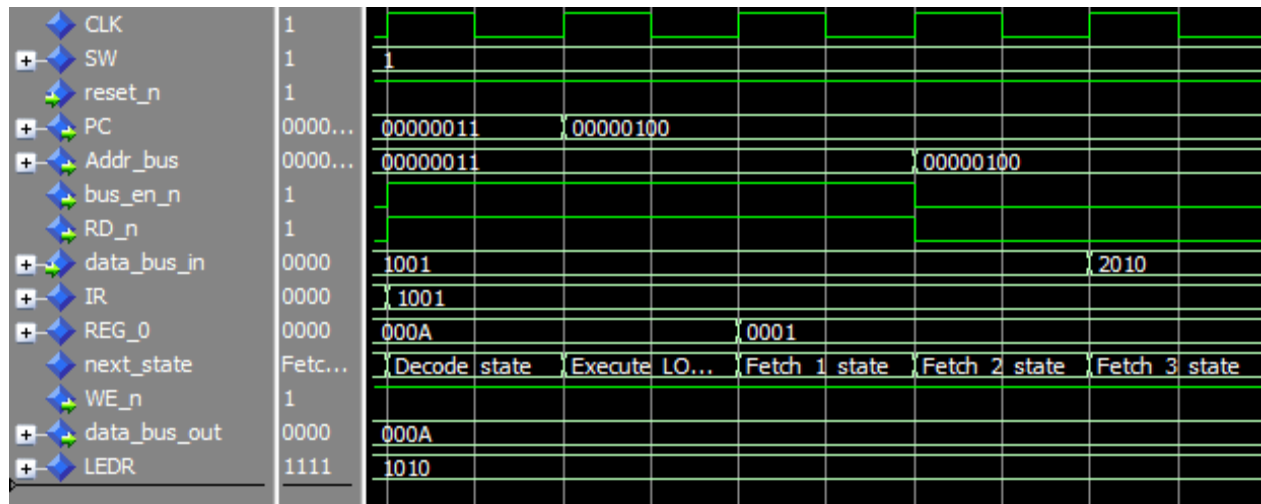 CLK 1
SW 1 1
reset_n 1
PC 0000... 00000011 00000100
Addr_bus 0000... 00000011 00000100
bus_en_n 1
RD_n 1
data_bus_in 0000 1001 2010
IR 0000 1001
REG_0 0000 000A 0001
next_state Fetc... Decode state Execute LO... Fetch 1 state Fetch 2 state Fetch 3 state
WE_n 1
data_bus_out 0000 000A
LEDR 1111 1010